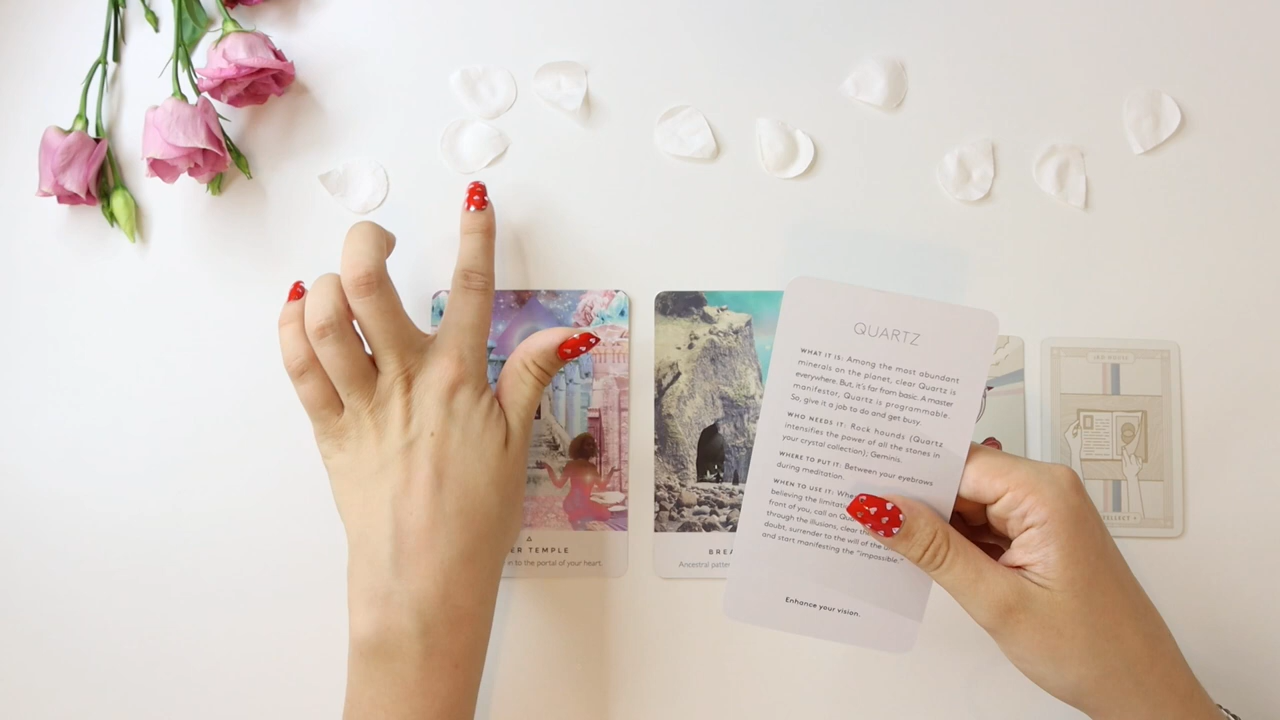 QUARTZ
WHAT IT IS: Among the most abundant
minerals on the planet, clear Quartz is
everywhere. But, it's far from basic. A master
manifestor, Quartz is programmable.
So, give it a job to do and get busy.
WHO NEEDS IT: Rock hounds (Quartz
intensifies the power of all the stones in
your crystal collection); Geminis.
WHERE TO PUT IT: Between your eyebrows
during meditation.
WHEN TO USE IT: Whe
believing the limitat
front of you, call on Qu
through the illusions, clear the
doubt, surrender to the will of the
and start manifesting the "impossible."
Enhance your vision.
ER TEMPLE
in to the portal of your heart.
BREA
Ancestral patte
TELLECT